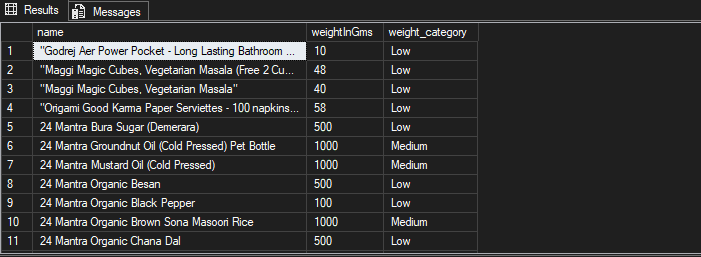 Results Messages
name weightInGms weight_category
1 "Godrej Aer Power Pocket - Long Lasting Bathroom ... 10 Low
2 "Maggi Magic Cubes, Vegetarian Masala (Free 2 Cu... 48 Low
3 "Maggi Magic Cubes, Vegetarian Masala" 40 Low
4 "Origami Good Karma Paper Serviettes - 100 napkins... 58 Low
5 24 Mantra Bura Sugar (Demerara) 500 Low
6 24 Mantra Groundnut Oil (Cold Pressed) Pet Bottle 1000 Medium
7 24 Mantra Mustard Oil (Cold Pressed) 1000 Medium
8 24 Mantra Organic Besan 500 Low
9 24 Mantra Organic Black Pepper 100 Low
10 24 Mantra Organic Brown Sona Masoori Rice 1000 Medium
11 24 Mantra Organic Chana Dal 500 Low